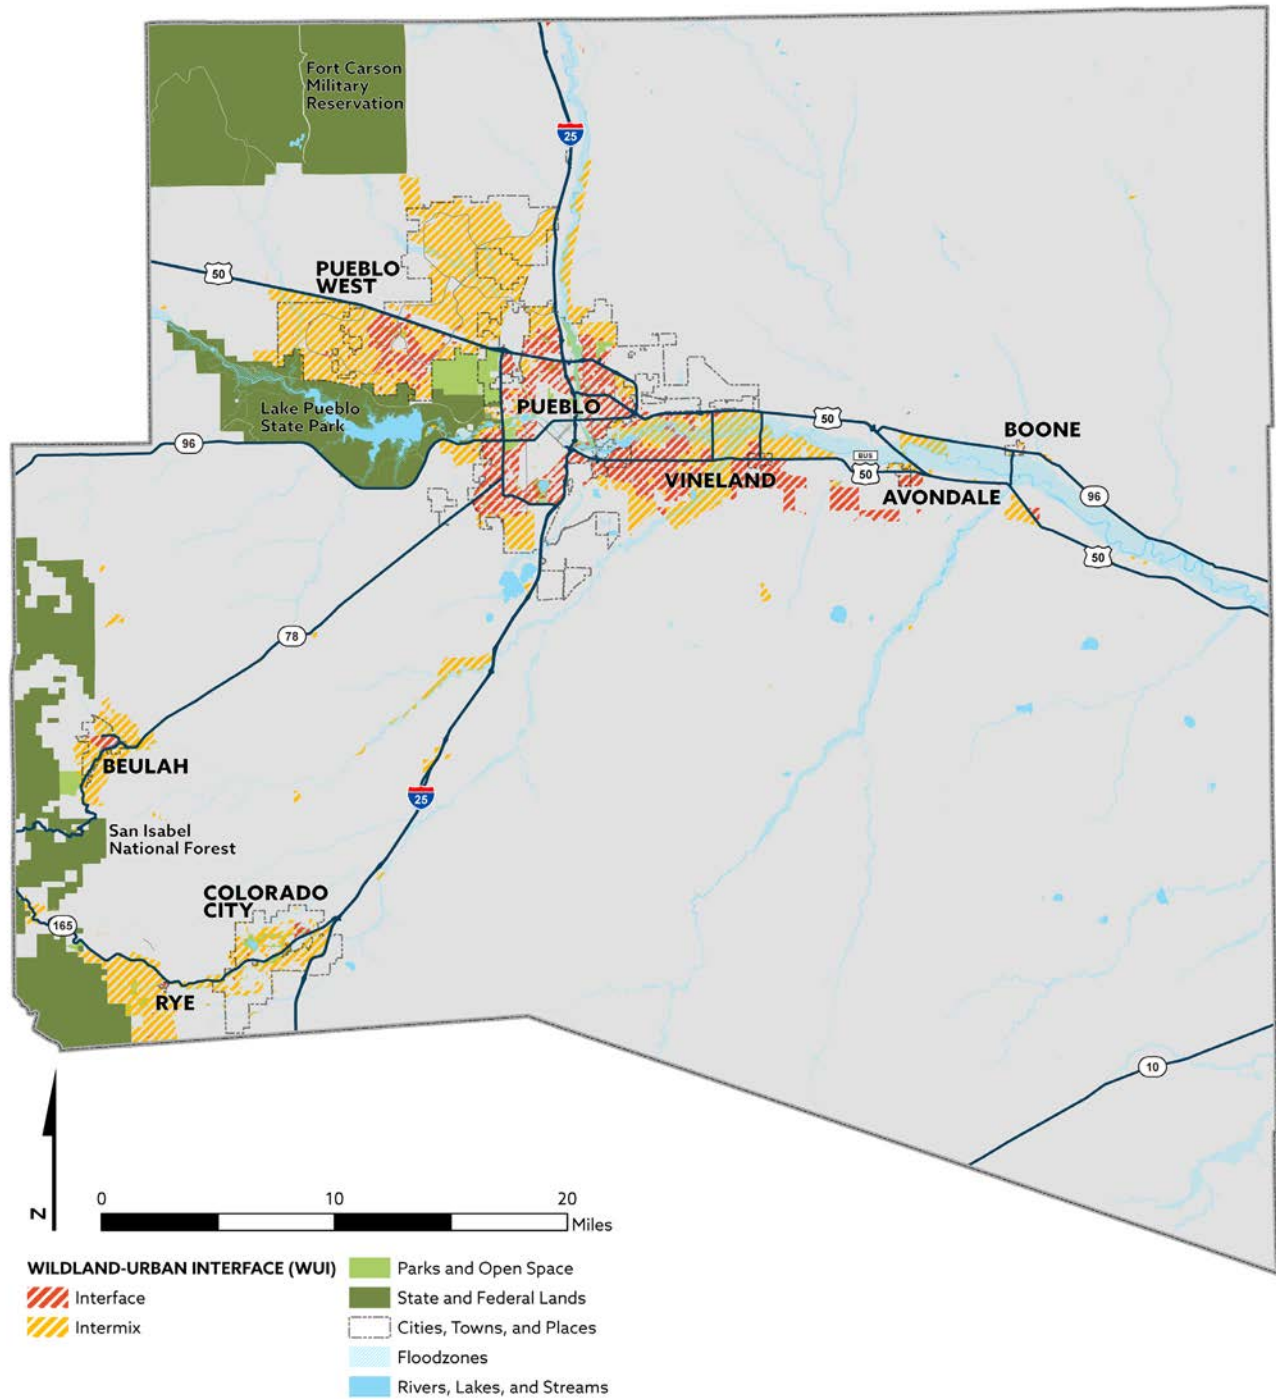 Fort Carson
Military
Reservation
25
50
PUEBLO
WEST
Lake Pueblo
State Park
96
PUEBLO
50
BOONE
BUS
50
VINELAND
AVONDALE
96
50
78
BEULAH
25
San Isabel
National Forest
COLORADO
CITY
165
RYE
10
N
0 10 20
Miles
WILDLAND-URBAN INTERFACE (WUI)
Interface
Intermix
Parks and Open Space
State and Federal Lands
Cities, Towns, and Places
Floodzones
Rivers, Lakes, and Streams